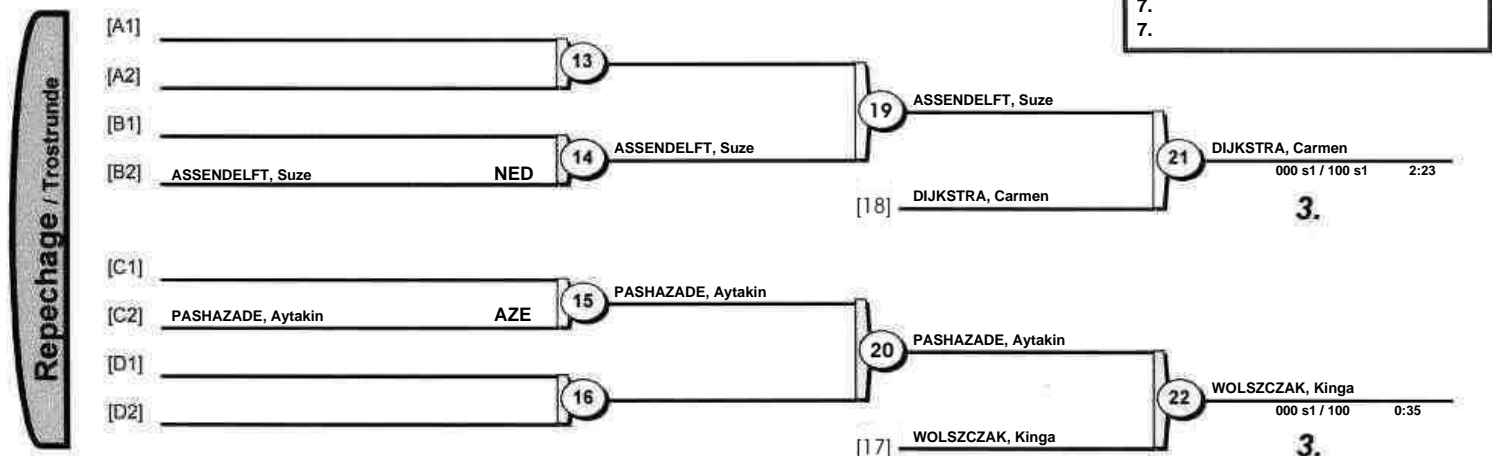 7.
7.
Repechage / Trostrunde
[A1]
13
[A2]
19
ASSENDELFT, Suze
[B1]
14
ASSENDELFT, Suze
21
DIJKSTRA, Carmen
[B2]
ASSENDELFT, Suze
NED
000 s1 / 100 s1
2:23
[18]
DIJKSTRA, Carmen
3.
[C1]
15
PASHAZADE, Aytakin
[C2]
PASHAZADE, Aytakin
AZE
20
PASHAZADE, Aytakin
[D1]
16
22
WOLSZCZAK, Kinga
[D2]
000 s1 / 100
0:35
[17]
WOLSZCZAK, Kinga
3.